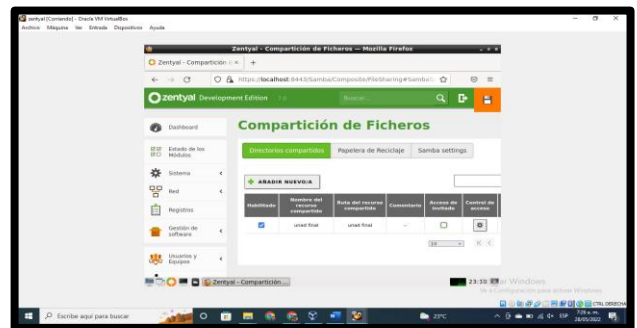 zentyal [Corriendo] - Oracle VM VirtualBox
Archivo Máquina Ver Entrada Dispositivos Ayuda
Zentyal - Compartición de Ficheros — Mozilla Firefox
Zentyal - Compartición
https://localhost:8443/Samba/Composite/FileSharing#Samba
zentyal Development Edition
Buscar...
Dashboard
Estado de los Módulos
Sistema
Red
Registros
Gestión de software
Usuarios y Equipos
Compartición de Ficheros
Directorios compartidos Papelera de Reciclaje Samba settings
AÑADIR NUEVO/A
Habilitado Nombre del recurso compartido Ruta del recurso compartido Comentario Acceso de invitado Control de acceso
unad final unad final -
10
Zentyal - Compartición ...
23:30
CTRL DERECHA
Escribe aquí para buscar
23°C
ESP
28/05/2022